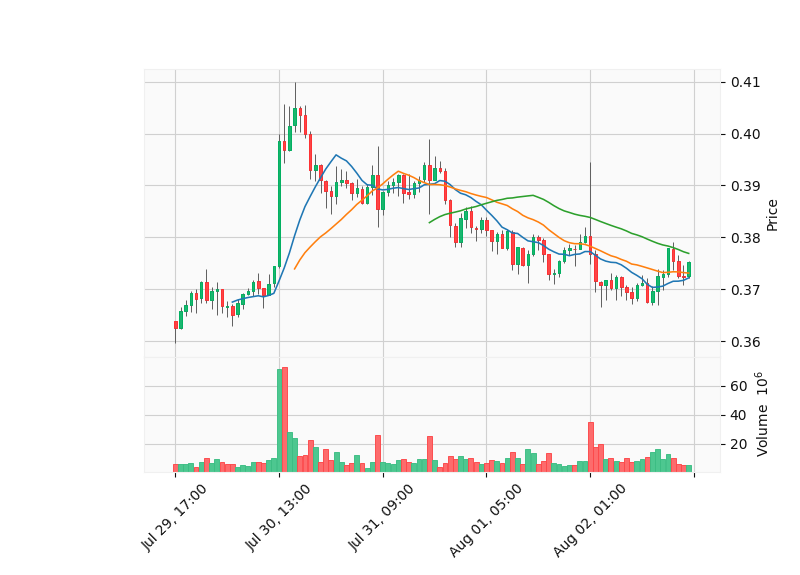 0.41
0.40
0.39
0.38
0.37
0.36
Price
60
40
20
Volume 10^6
Jul 29, 17:00
Jul 30, 13:00
Jul 31, 09:00
Aug 01, 05:00
Aug 02, 01:00